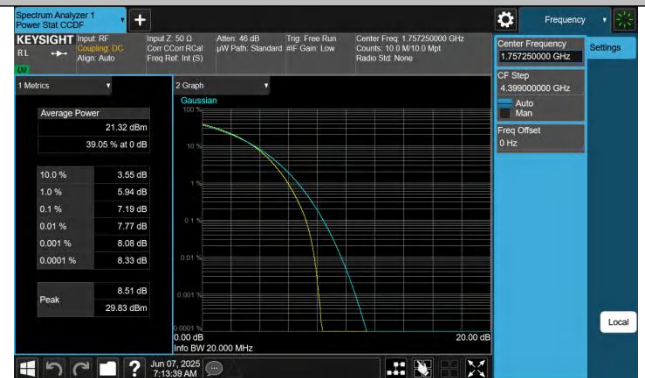 Spectrum Analyzer 1
Power Stat CCDF
Frequency
KEYSIGHT
RL
Input: RF
Coupling: DC
Align: Auto
Input Z: 50 Ω
Corr CCorr RCal
Freq Ref: Int (S)
Atten: 46 dB
µW Path: Standard
Trig: Free Run
#IF Gain: Low
Center Freq: 1.757250000 GHz
Counts: 10.0 M/10.0 Mpt
Radio Std: None
Center Frequency
1.757250000 GHz
Settings
CF Step
4.399000000 GHz
Auto
Man
Freq Offset
0 Hz
1 Metrics
Average Power
21.32 dBm
39.05 % at 0 dB
10.0 % 3.55 dB
1.0 % 5.94 dB
0.1 % 7.19 dB
0.01 % 7.77 dB
0.001 % 8.08 dB
0.0001 % 8.33 dB
Peak
8.51 dB
29.83 dBm
2 Graph
Gaussian
100 %
10 %
1 %
0.1 %
0.01 %
0.001 %
0.0001 %
0.00 dB 20.00 dB
Info BW 20.000 MHz
Local
Jun 07, 2025
7:13:39 AM